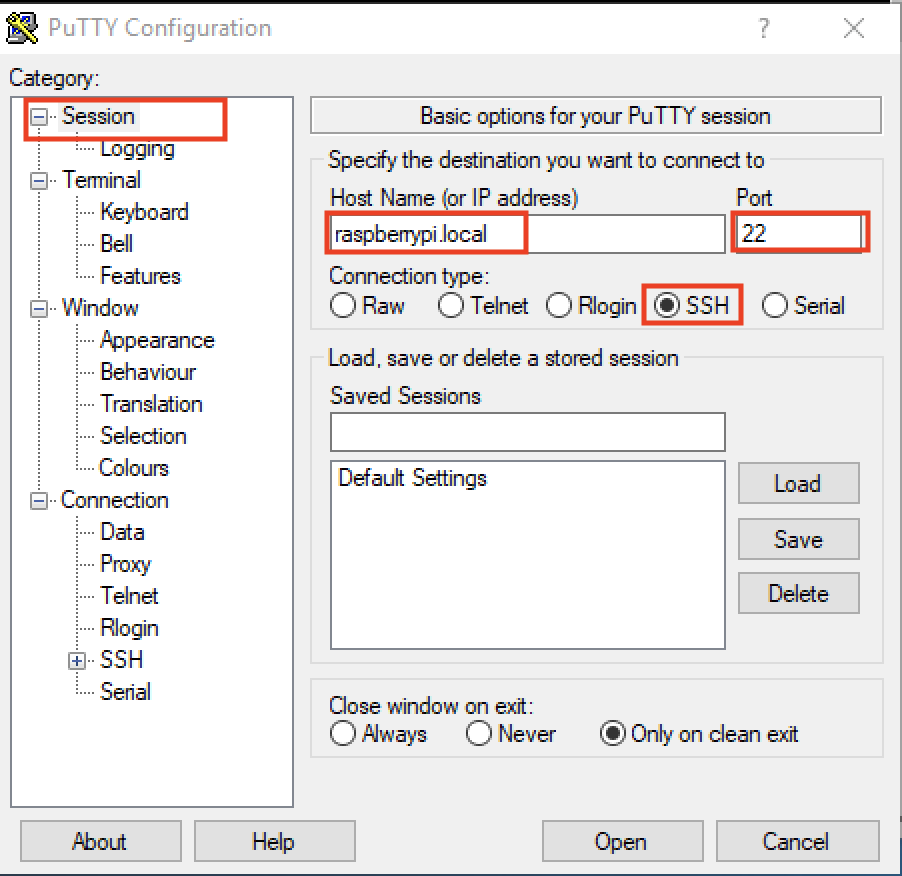 PuTTY Configuration
?
Category:
Session
Logging
Terminal
Keyboard
Bell
Features
Window
Appearance
Behaviour
Translation
Selection
Colours
Connection
Data
Proxy
Telnet
Rlogin
SSH
Serial
Basic options for your PuTTY session
Specify the destination you want to connect to
Host Name (or IP address) Port
raspberrypi.local 22
Connection type:
Raw Telnet Rlogin SSH Serial
Load, save or delete a stored session
Saved Sessions
Default Settings
Load
Save
Delete
Close window on exit:
Always Never Only on clean exit
About Help Open Cancel